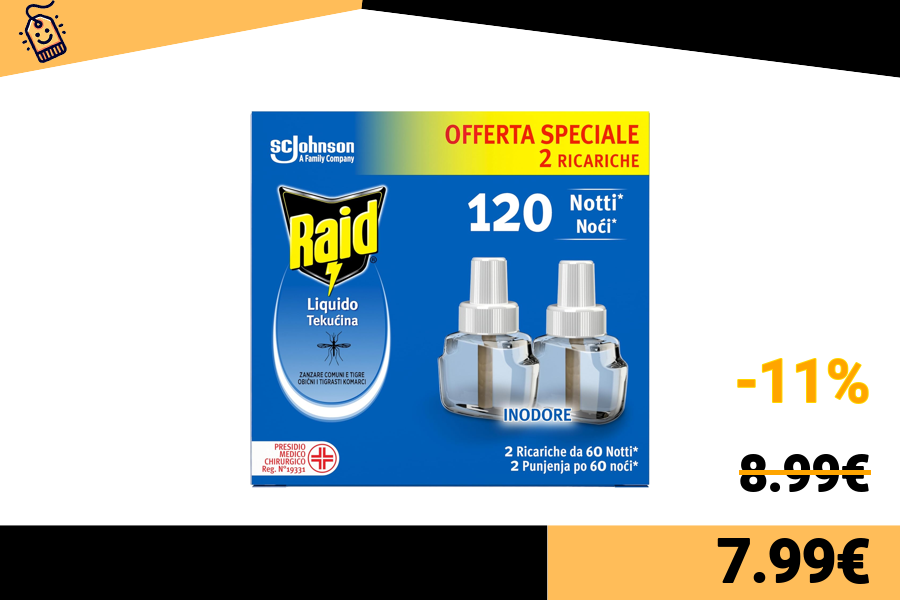 scJohnson
A Family Company
OFFERTA SPECIALE
2 RICARICHE
120 Notti*
Noći*
Raid®
Liquido
Tekućina
ZANZARE COMUNI E TIGRE
OBIČNI I TIGRASTI KOMARCI
INODORE
PRESIDIO
MEDICO
CHIRURGICO
Reg. N°19331
2 Ricariche da 60 Notti*
2 Punjenja po 60 noći*
-11%
8.99€
7.99€